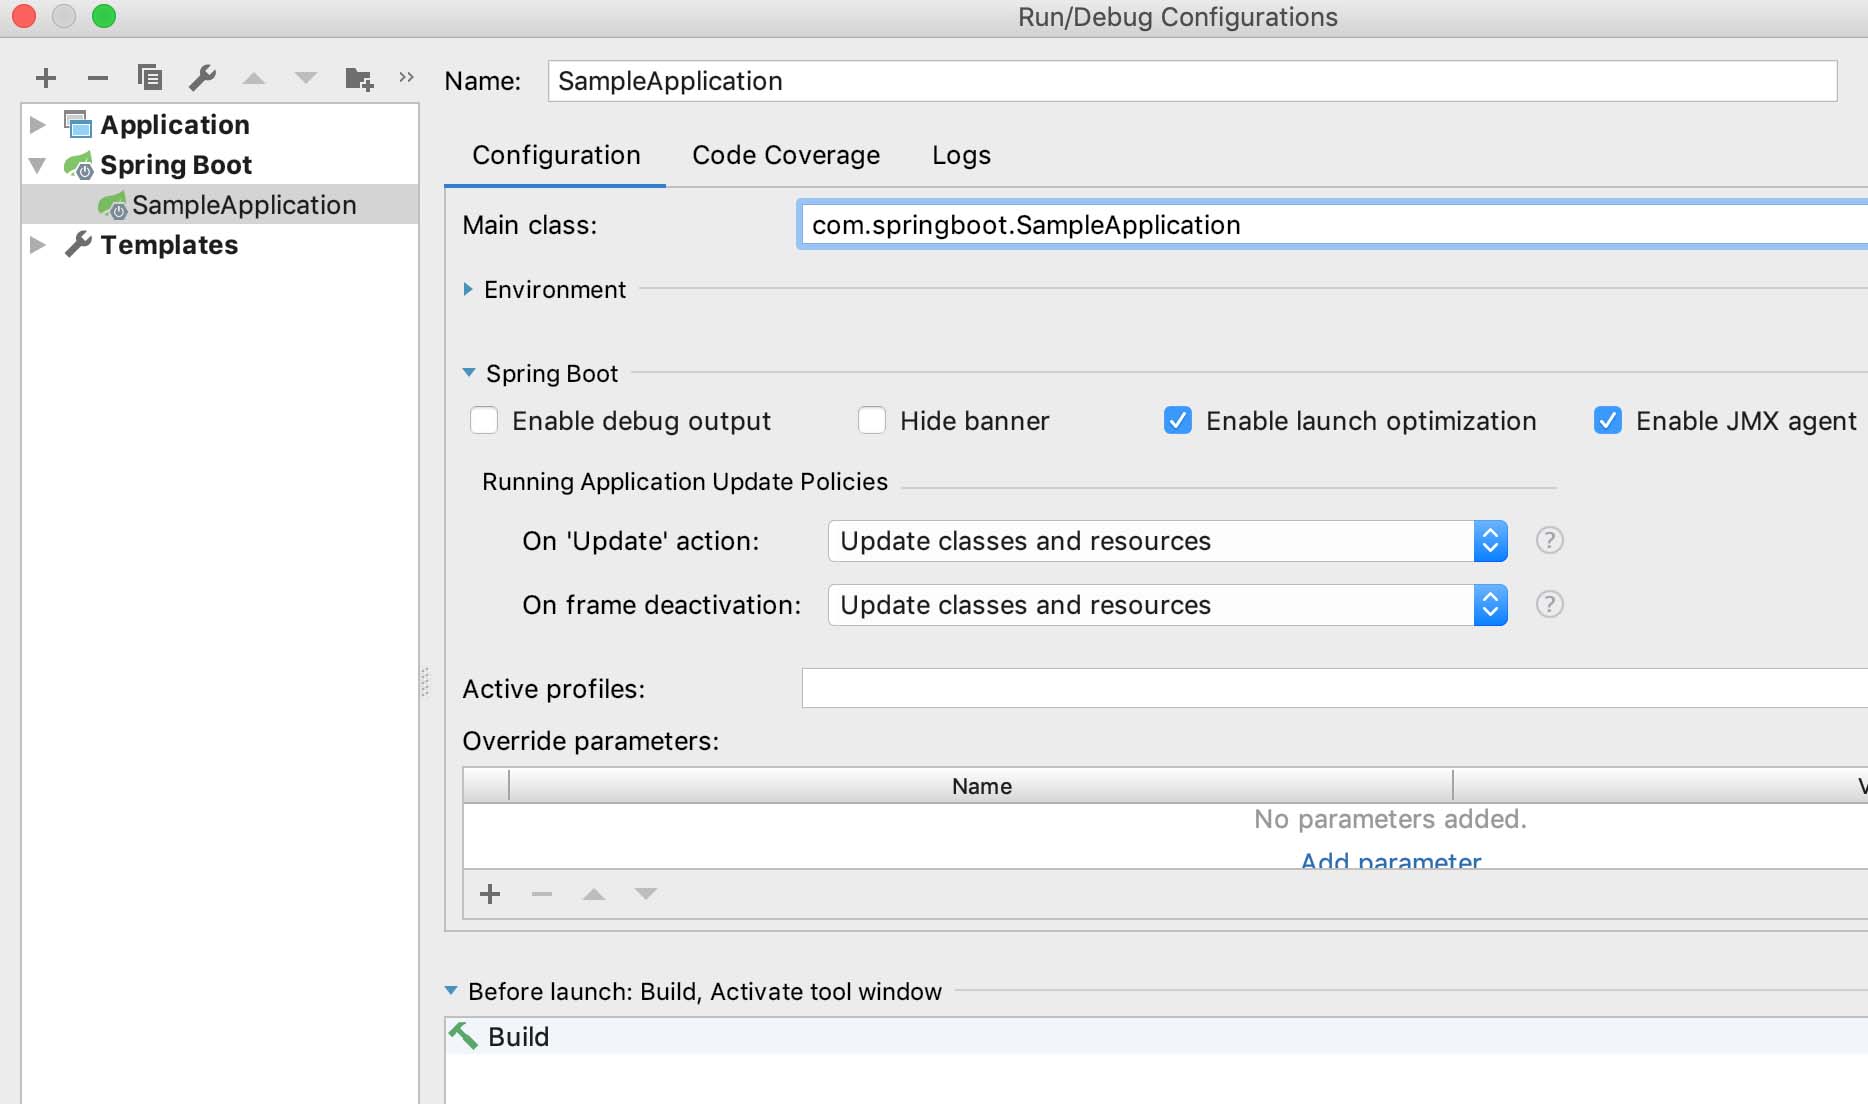 Run/Debug Configurations
Name: SampleApplication
Application
Spring Boot
SampleApplication
Templates
Configuration Code Coverage Logs
Main class: com.springboot.SampleApplication
Environment
Spring Boot
Enable debug output Hide banner Enable launch optimization Enable JMX agent
Running Application Update Policies
On 'Update' action: Update classes and resources ?
On frame deactivation: Update classes and resources ?
Active profiles:
Override parameters:
Name
No parameters added.
Add parameter
Before launch: Build, Activate tool window
Build